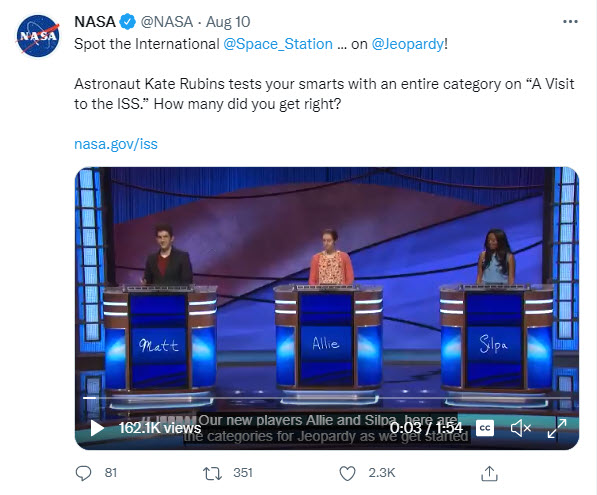 NASA
NASA @NASA · Aug 10
Spot the International @Space_Station ... on @Jeopardy!
Astronaut Kate Rubins tests your smarts with an entire category on “A Visit
to the ISS.” How many did you get right?
nasa.gov/iss
Matt
Allie
Silpa
Our new players Allie and Silpa, here are
the categories for Jeopardy as we get started
162.1K views
0:03 / 1:54
CC
81
351
2.3K